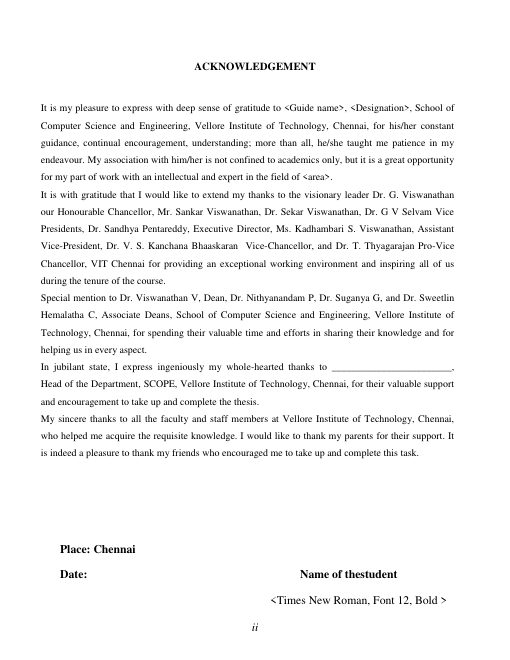 ACKNOWLEDGEMENT
It is my pleasure to express with deep sense of gratitude to <Guide name>, <Designation>, School of
Computer Science and Engineering, Vellore Institute of Technology, Chennai, for his/her constant
guidance, continual encouragement, understanding; more than all, he/she taught me patience in my
endeavour. My association with him/her is not confined to academics only, but it is a great opportunity
for my part of work with an intellectual and expert in the field of <area>.
It is with gratitude that I would like to extend my thanks to the visionary leader Dr. G. Viswanathan
our Honourable Chancellor, Mr. Sankar Viswanathan, Dr. Sekar Viswanathan, Dr. G V Selvam Vice
Presidents, Dr. Sandhya Pentareddy, Executive Director, Ms. Kadhambari S. Viswanathan, Assistant
Vice-President, Dr. V. S. Kanchana Bhaaskaran Vice-Chancellor, and Dr. T. Thyagarajan Pro-Vice
Chancellor, VIT Chennai for providing an exceptional working environment and inspiring all of us
during the tenure of the course.
Special mention to Dr. Viswanathan V, Dean, Dr. Nithyanandam P, Dr. Suganya G, and Dr. Sweetlin
Hemalatha C, Associate Deans, School of Computer Science and Engineering, Vellore Institute of
Technology, Chennai, for spending their valuable time and efforts in sharing their knowledge and for
helping us in every aspect.
In jubilant state, I express ingeniously my whole-hearted thanks to ________________________,
Head of the Department, SCOPE, Vellore Institute of Technology, Chennai, for their valuable support
and encouragement to take up and complete the thesis.
My sincere thanks to all the faculty and staff members at Vellore Institute of Technology, Chennai,
who helped me acquire the requisite knowledge. I would like to thank my parents for their support. It
is indeed a pleasure to thank my friends who encouraged me to take up and complete this task.
Place: Chennai
Date: Name of thestudent
<Times New Roman, Font 12, Bold >
ii